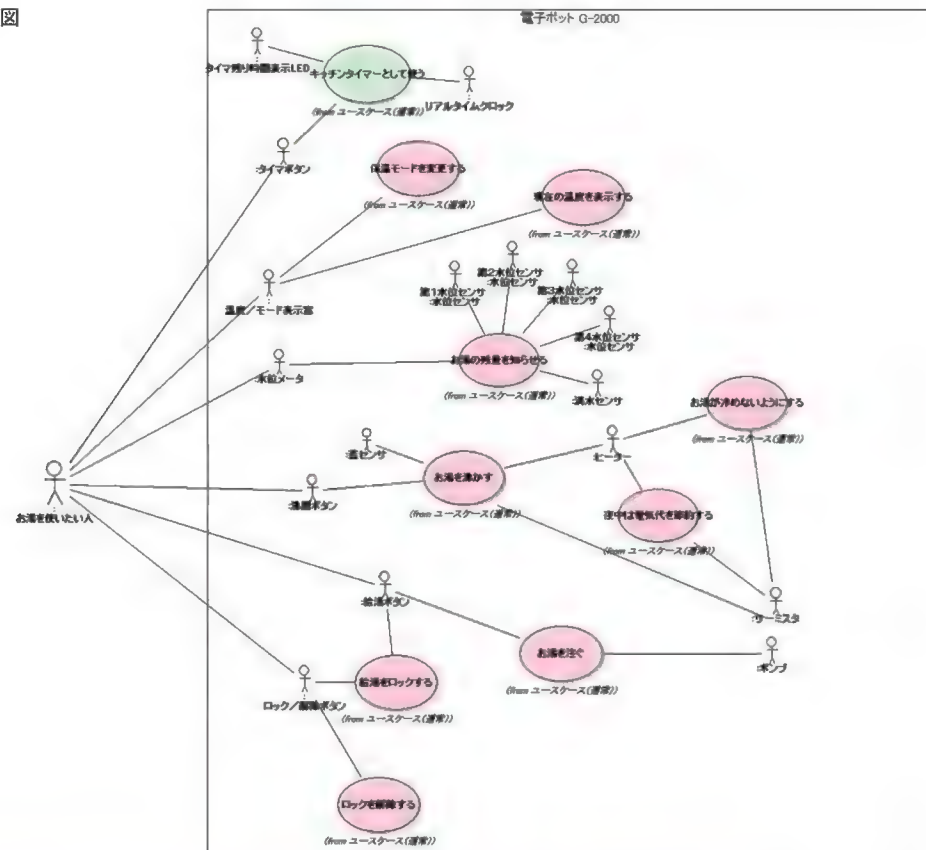 図
電子ポット G-2000
タイマ残り時間表示LED
キッチンタイマーとして使う
(from ユースケース(通常))
:リアルタイムクロック
:タイマボタン
保温モードを変更する
(from ユースケース(通常))
現在の温度を表示する
(from ユースケース(通常))
温度/モード表示窓
第1水位センサ
:水位センサ
第2水位センサ
:水位センサ
第3水位センサ
:水位センサ
第4水位センサ
:水位センサ
お湯の残量を知らせる
(from ユースケース(通常))
:水位メータ
:満水センサ
お湯が冷めないようにする
(from ユースケース(通常))
:蓋センサ
:ヒーター
お湯を沸かす
(from ユースケース(通常))
お湯を使いたい人
:沸騰ボタン
夜中は電気代を節約する
(from ユースケース(通常))
:給湯ボタン
:サーミスタ
お湯を注ぐ
(from ユースケース(通常))
:ポンプ
給湯をロックする
(from ユースケース(通常))
ロック/解除ボタン
ロックを解除する
(from ユースケース(通常))